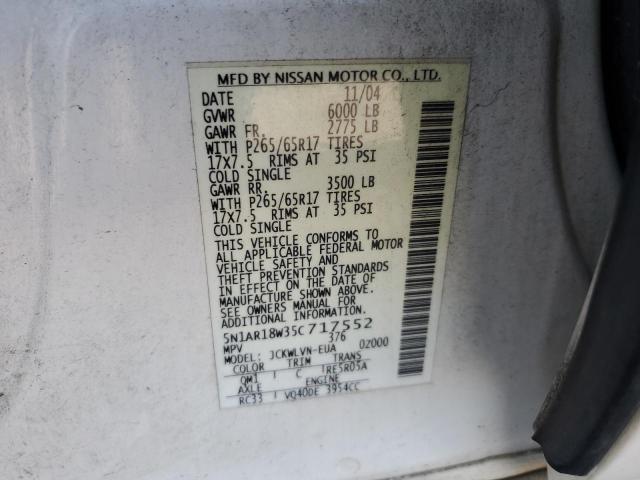 MFD BY NISSAN MOTOR CO., LTD.
DATE 11/04
GVWR 6000 LB
GAWR FR. 2775 LB
WITH P265/65R17 TIRES
17X7.5 RIMS AT 35 PSI
COLD SINGLE
GAWR RR. 3500 LB
WITH P265/65R17 TIRES
17X7.5 RIMS AT 35 PSI
COLD SINGLE
THIS VEHICLE CONFORMS TO
ALL APPLICABLE FEDERAL MOTOR
VEHICLE SAFETY AND
THEFT PREVENTION STANDARDS
IN EFFECT ON THE DATE OF
MANUFACTURE SHOWN ABOVE.
SEE OWNERS MANUAL FOR
ADDITIONAL INFORMATION.
5N1AR18W35C717552
MPV 376 02000
MODEL: JCKWLVN-EUA
COLOR TRIM TRANS
QM1 C RE5R05A
AXLE ENGINE
RC33 VQ40DE 3954CC